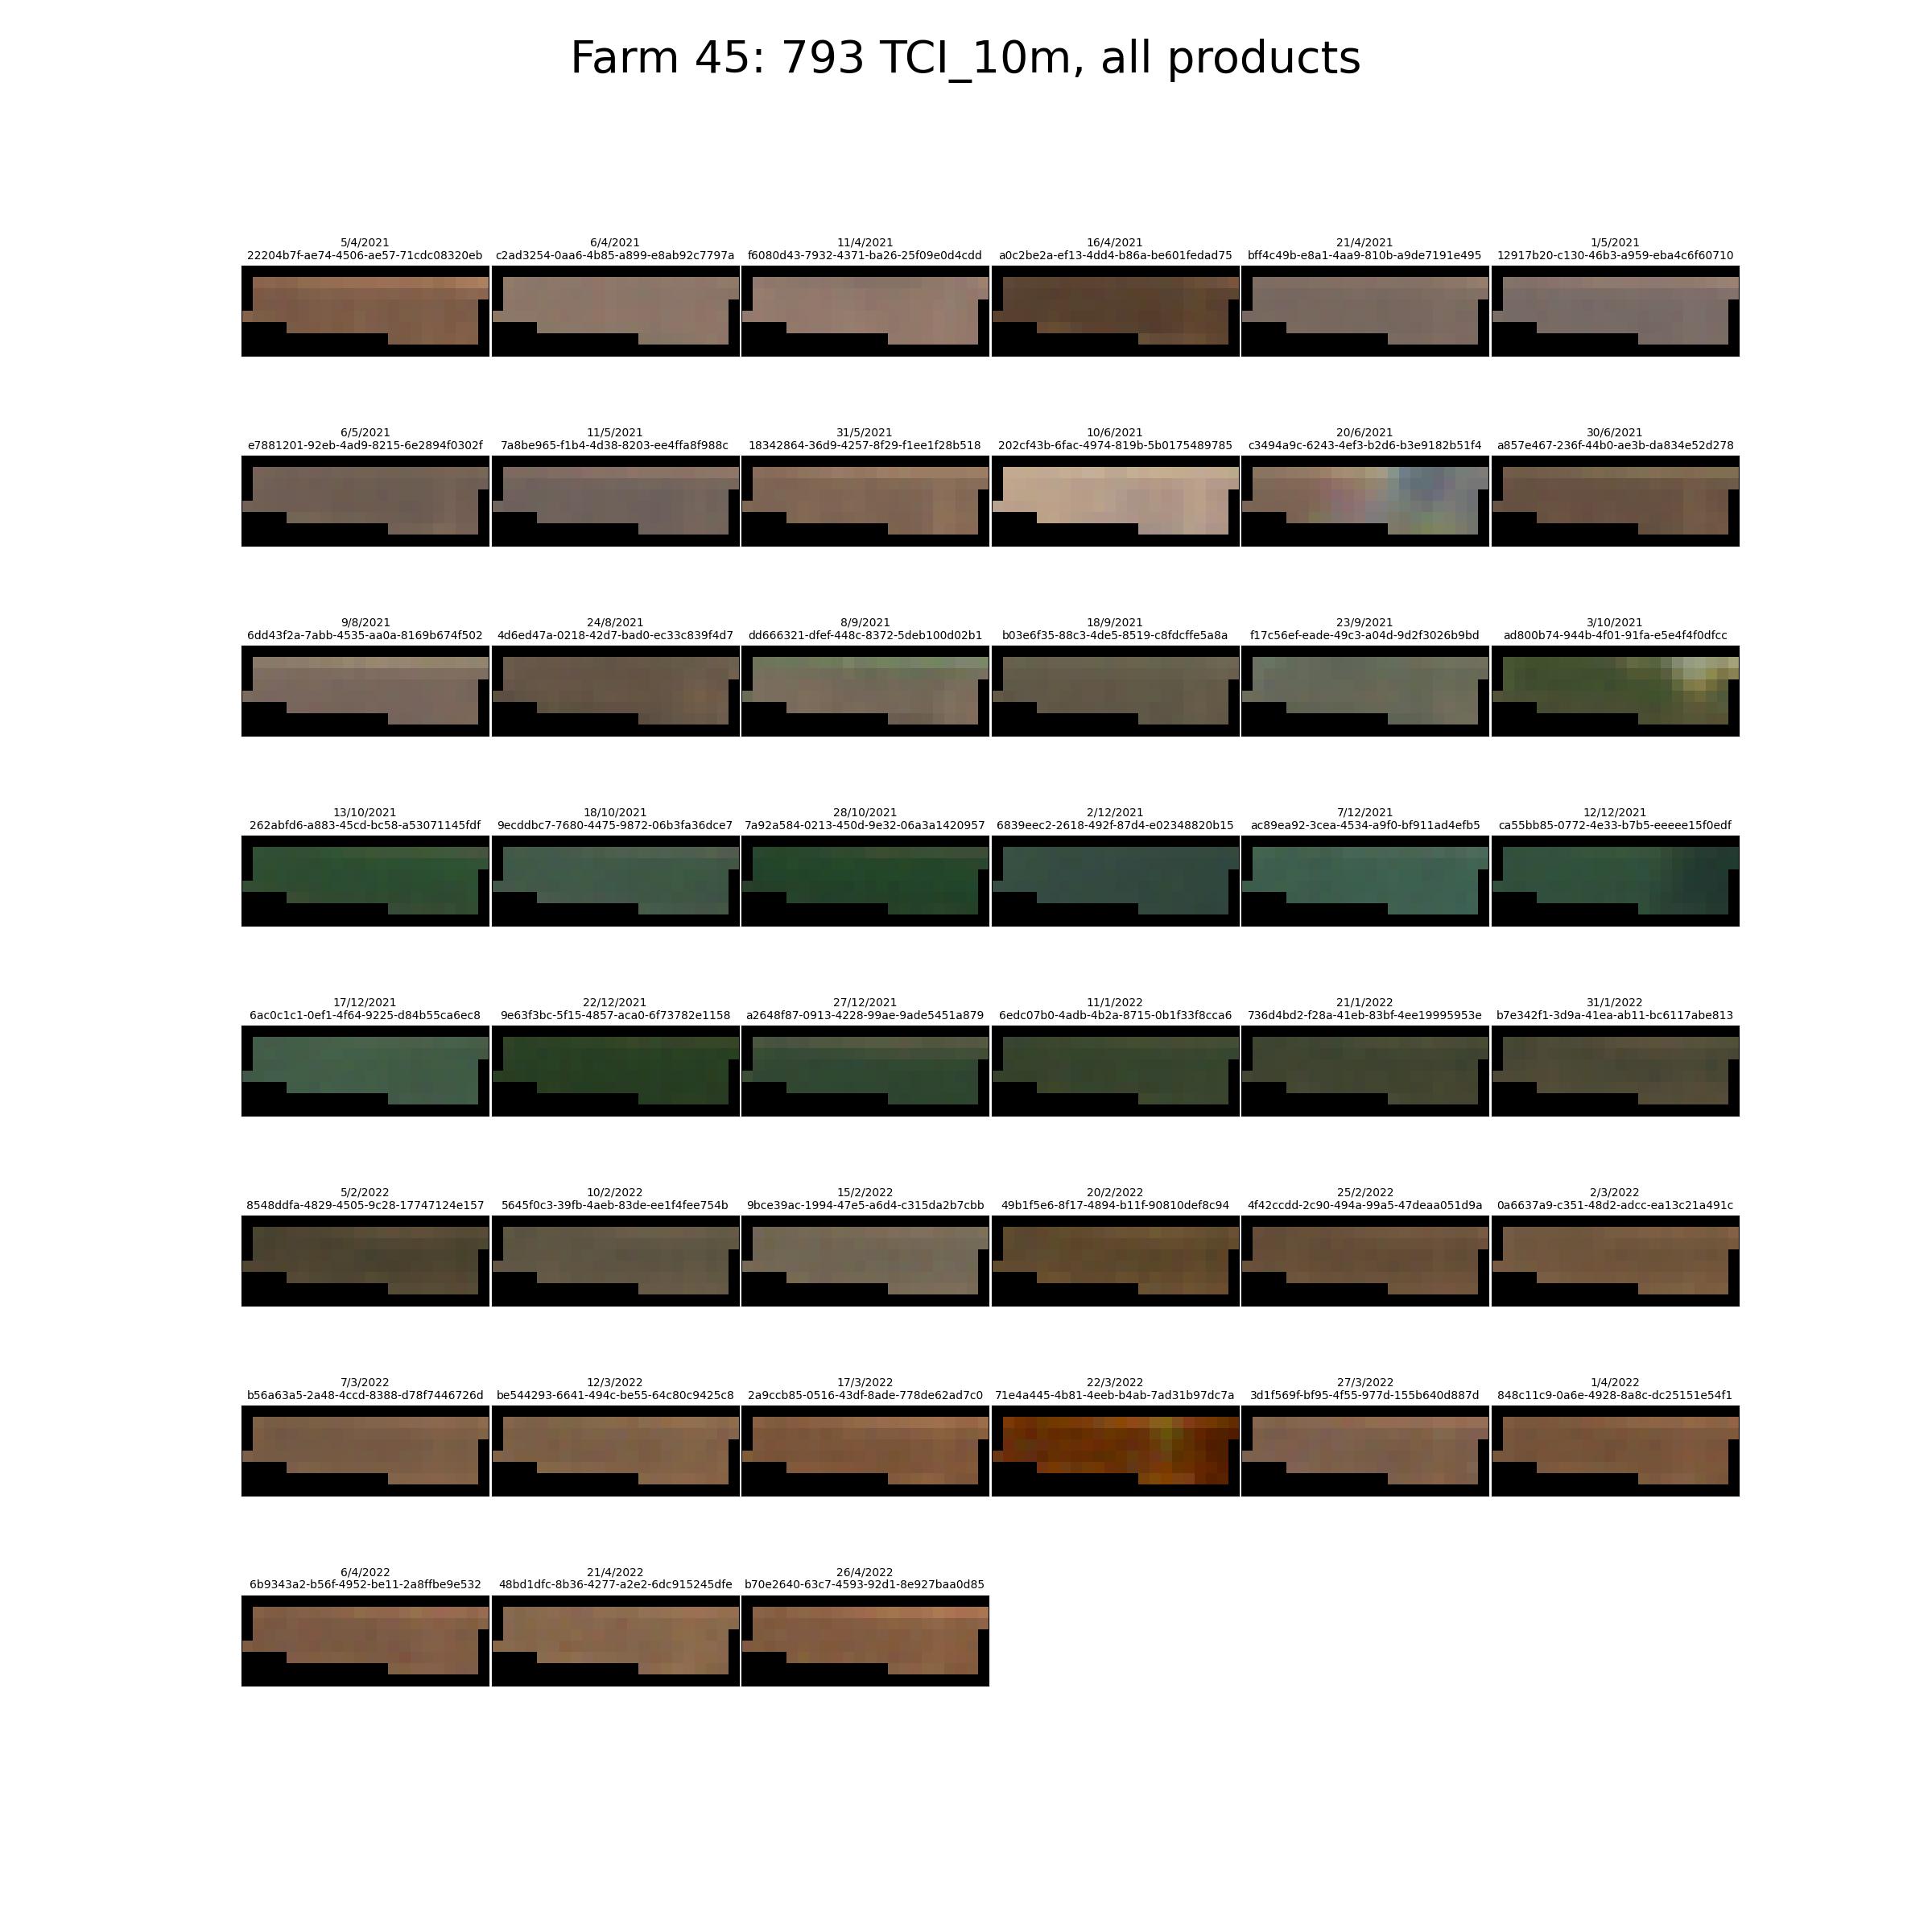 Farm 45: 793 TCI_10m, all products
5/4/2021 6/4/2021 11/4/2021 16/4/2021 21/4/2021 1/5/2021
22204b7f-ae74-4506-ae57-71cdc08320eb c2ad3254-0aa6-4b85-a899-e8ab92c7797a f6080d43-7932-4371-ba26-25f09e0d4cdd a0c2be2a-ef13-4dd4-b86a-be601fedad75 bff4c49b-e8a1-4aa9-810b-a9de7191e495 12917b20-c130-46b3-a959-eba4c6f60710
6/5/2021 11/5/2021 31/5/2021 10/6/2021 20/6/2021 30/6/2021
e7881201-92eb-4ad9-8215-6e2894f0302f 7a8be965-f1b4-4d38-8203-ee4ffa8f988c 18342864-36d9-4257-8f29-f1ee1f28b518 202cf43b-6fac-4974-819b-5b0175489785 c3494a9c-6243-4ef3-b2d6-b3e9182b51f4 a857e467-236f-44b0-ae3b-da834e52d278
9/8/2021 24/8/2021 8/9/2021 18/9/2021 23/9/2021 3/10/2021
6dd43f2a-7abb-4535-aa0a-8169b674f502 4d6ed47a-0218-42d7-bad0-ec33c839f4d7 dd666321-dfef-448c-8372-5deb100d02b1 b03e6f35-88c3-4de5-8519-c8fdcffe5a8a f17c56ef-eade-49c3-a04d-9d2f3026b9bd ad800b74-944b-4f01-91fa-e5e4f4f0dfcc
13/10/2021 18/10/2021 28/10/2021 2/12/2021 7/12/2021 12/12/2021
262abfd6-a883-45cd-bc58-a53071145fdf 9ecddbc7-7680-4475-9872-06b3fa36dce7 7a92a584-0213-450d-9e32-06a3a1420957 6839eec2-2618-492f-87d4-e02348820b15 ac89ea92-3cea-4534-a9f0-bf911ad4efb5 ca55bb85-0772-4e33-b7b5-eeeee15f0edf
17/12/2021 22/12/2021 27/12/2021 11/1/2022 21/1/2022 31/1/2022
6ac0c1c1-0ef1-4f64-9225-d84b55ca6ec8 9e63f3bc-5f15-4857-aca0-6f73782e1158 a2648f87-0913-4228-99ae-9ade5451a879 6edc07b0-4adb-4b2a-8715-0b1f33f8cca6 736d4bd2-f28a-41eb-83bf-4ee19995953e b7e342f1-3d9a-41ea-ab11-bc6117abe813
5/2/2022 10/2/2022 15/2/2022 20/2/2022 25/2/2022 2/3/2022
8548ddfa-4829-4505-9c28-17747124e157 5645f0c3-39fb-4aeb-83de-ee1f4fee754b 9bce39ac-1994-47e5-a6d4-c315da2b7cbb 49b1f5e6-8f17-4894-b11f-90810def8c94 4f42ccdd-2c90-494a-99a5-47deaa051d9a 0a6637a9-c351-48d2-adcc-ea13c21a491c
7/3/2022 12/3/2022 17/3/2022 22/3/2022 27/3/2022 1/4/2022
b56a63a5-2a48-4ccd-8388-d78f7446726d be544293-6641-494c-be55-64c80c9425c8 2a9ccb85-0516-43df-8ade-778de62ad7c0 71e4a445-4b81-4eeb-b4ab-7ad31b97dc7a 3d1f569f-bf95-4f55-977d-155b640d887d 848c11c9-0a6e-4928-8a8c-dc25151e54f1
6/4/2022 21/4/2022 26/4/2022
6b9343a2-b56f-4952-be11-2a8ffbe9e532 48bd1dfc-8b36-4277-a2e2-6dc915245dfe b70e2640-63c7-4593-92d1-8e927baa0d85